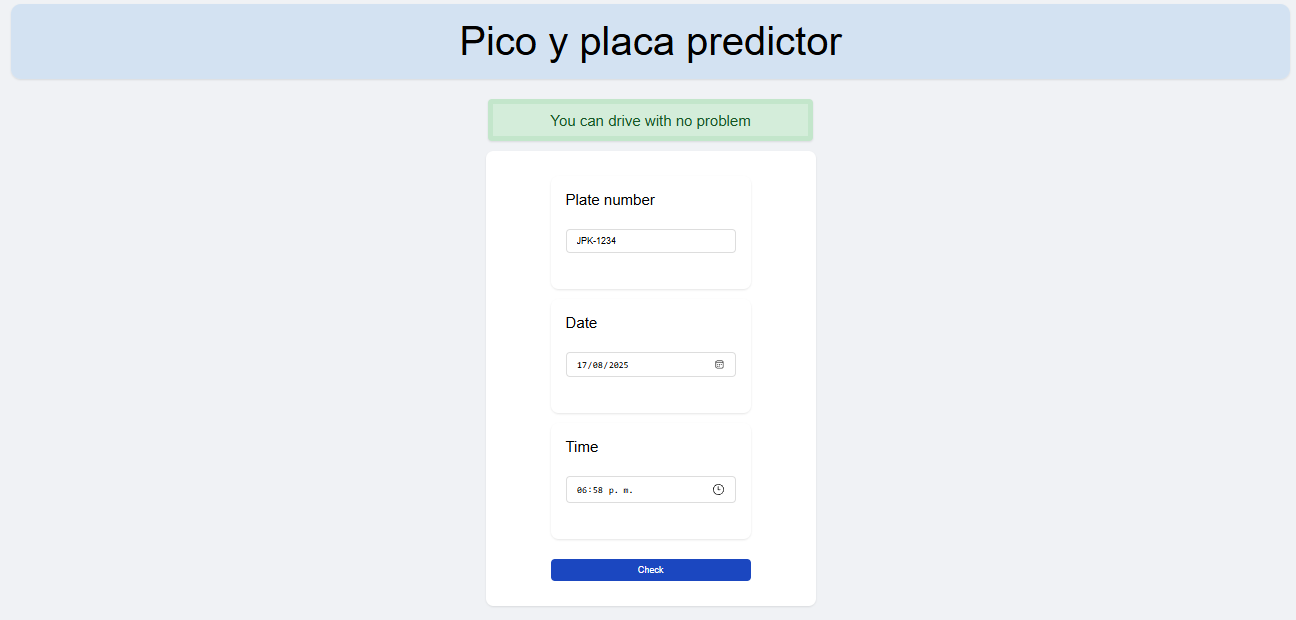 Pico y placa predictor
You can drive with no problem
Plate number
JPK-1234
Date
17/08/2025
Time
06:58 p. m.
Check